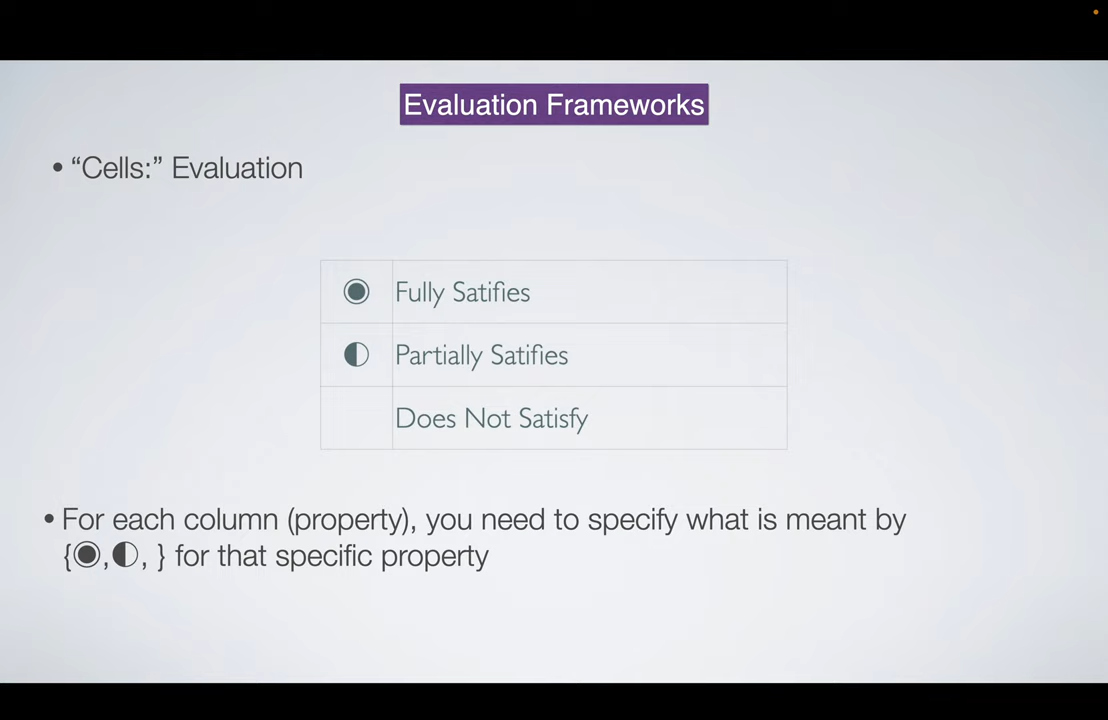 Evaluation Frameworks
• “Cells:” Evaluation
◉ Fully Satifies
◐ Partially Satifies
Does Not Satisfy
• For each column (property), you need to specify what is meant by
{◉,◐, } for that specific property